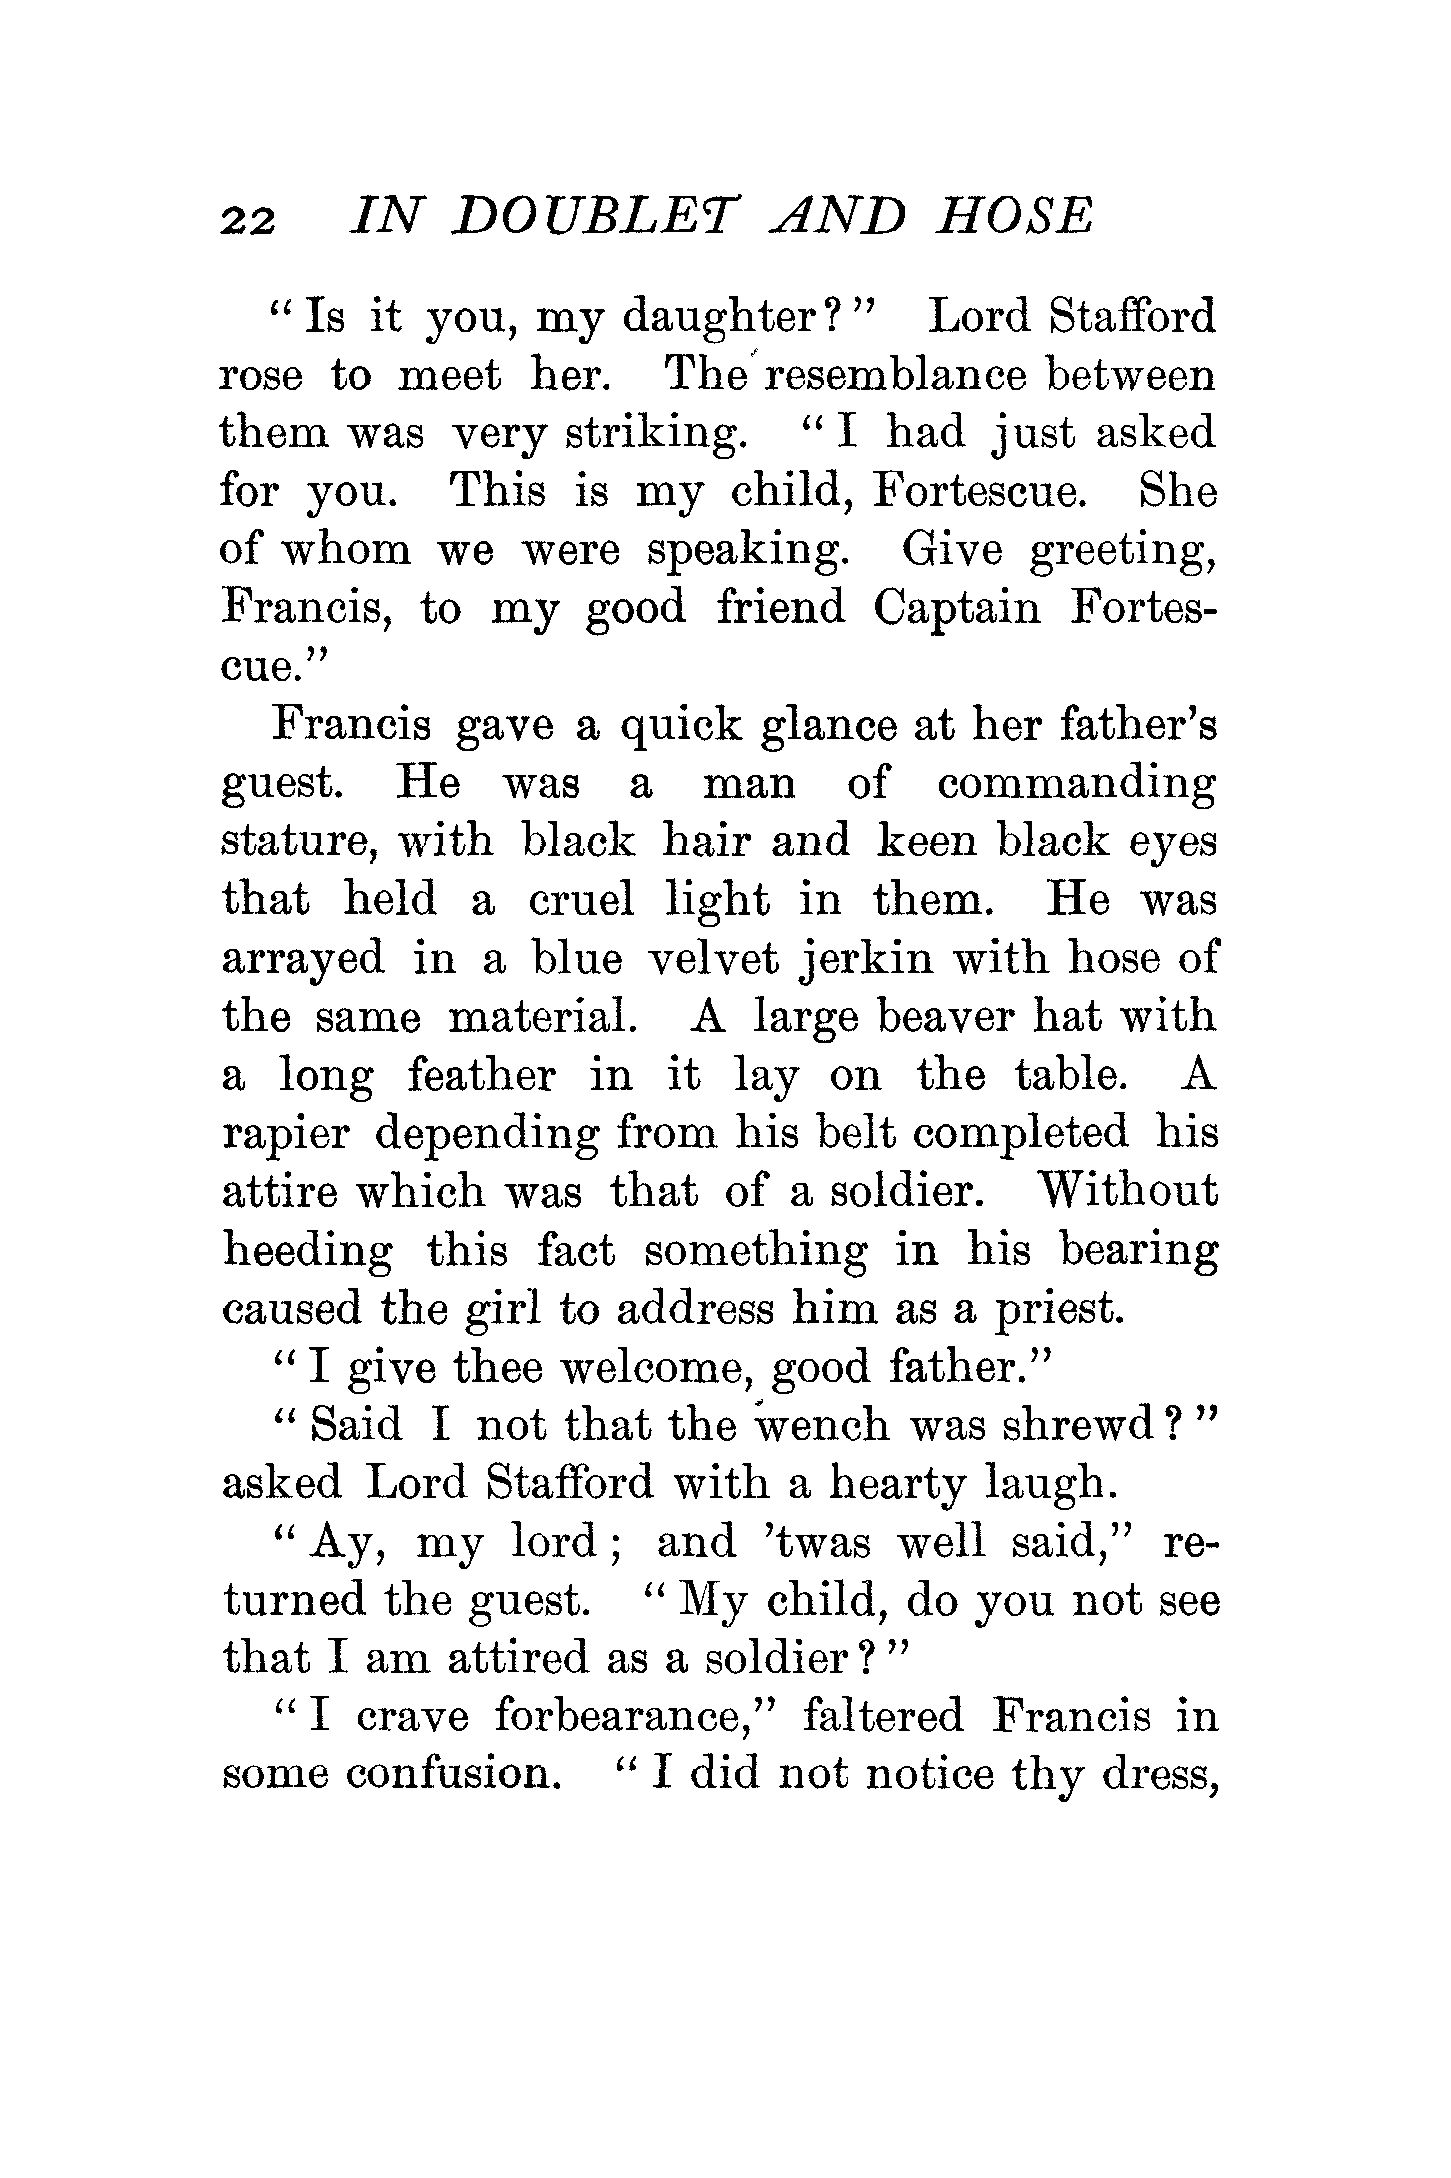 22 IN DOUBLET AND HOSE
“Is it you, my daughter?” Lord Stafford
rose to meet her. The resemblance between
them was very striking. “I had just asked
for you. This is my child, Fortescue. She
of whom we were speaking. Give greeting,
Francis, to my good friend Captain Fortes-
cue.”
Francis gave a quick glance at her father’s
guest. He was a man of commanding
stature, with black hair and keen black eyes
that held a cruel light in them. He was
arrayed in a blue velvet jerkin with hose of
the same material. A large beaver hat with
a long feather in it lay on the table. A
rapier depending from his belt completed his
attire which was that of a soldier. Without
heeding this fact something in his bearing
caused the girl to address him as a priest.
“I give thee welcome, good father.”
“Said I not that the wench was shrewd?”
asked Lord Stafford with a hearty laugh.
“Ay, my lord; and ’twas well said,” re-
turned the guest. “My child, do you not see
that I am attired as a soldier?”
“I crave forbearance,” faltered Francis in
some confusion. “I did not notice thy dress,